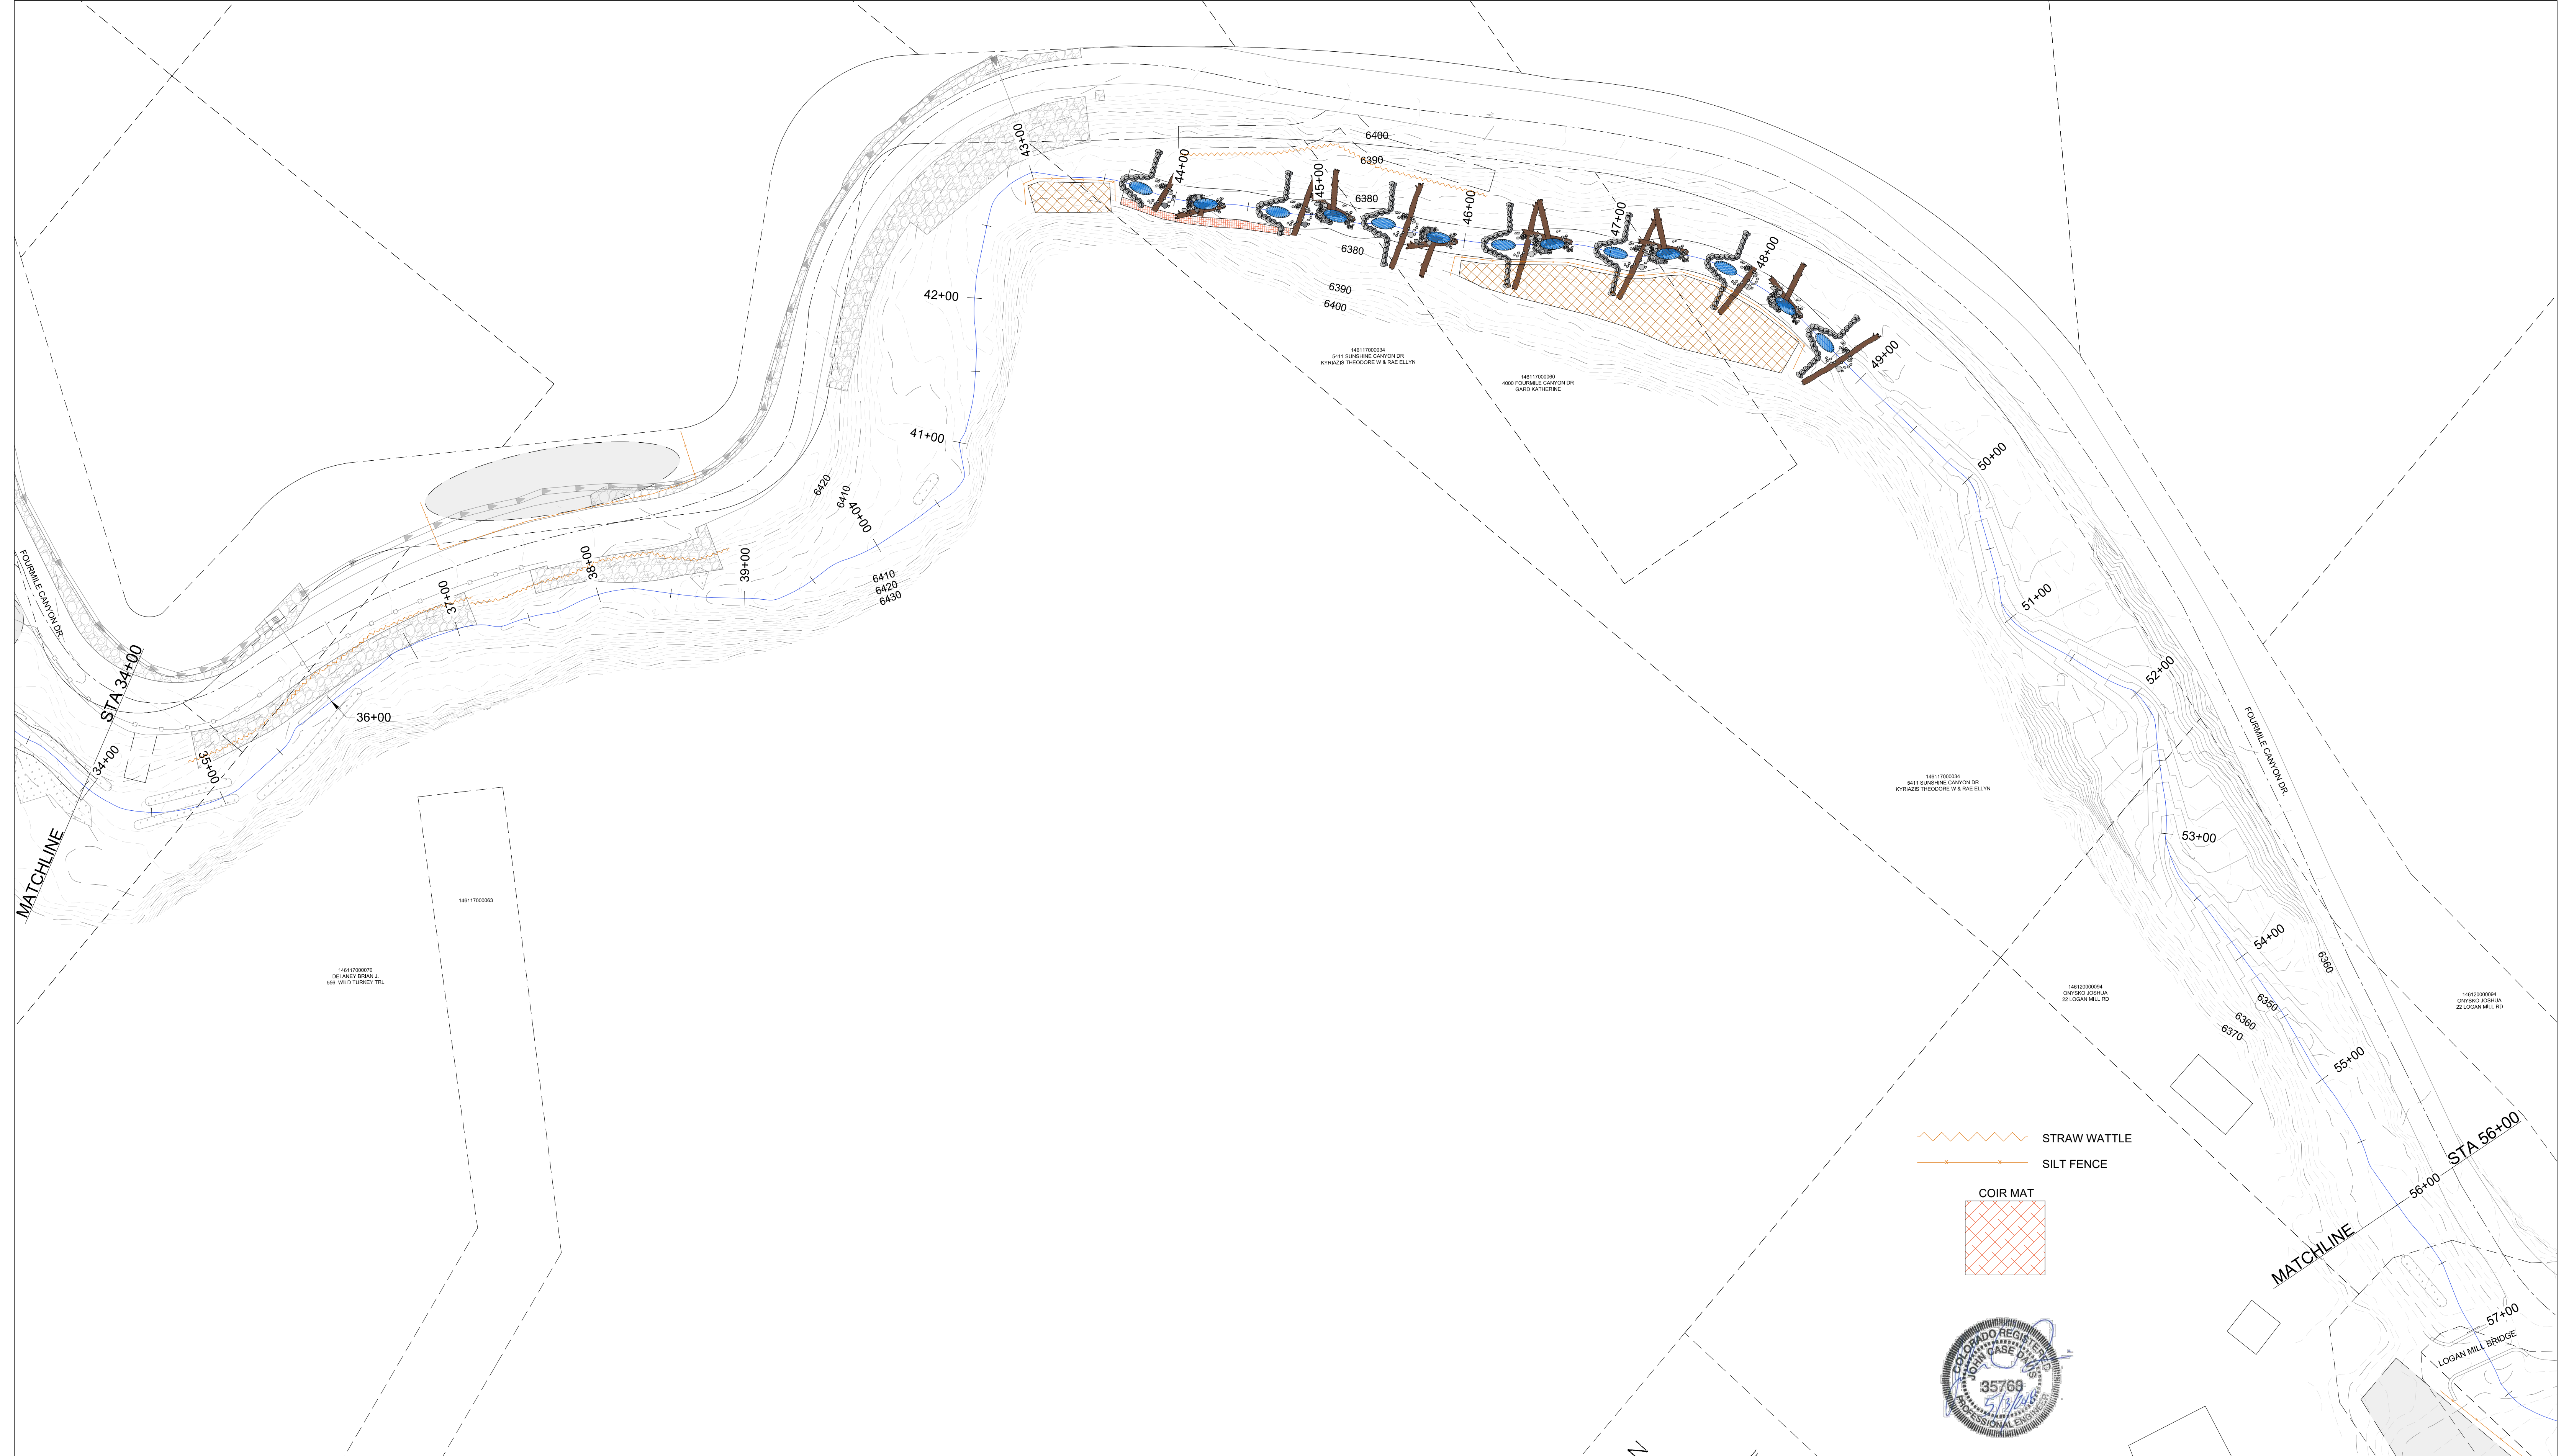 6400
6390
6380
43+00
44+00
45+00
46+00
47+00
48+00
49+00
6380
6390
6400
42+00
41+00
40+00
6420
6410
146117000034
5411 SUNSHINE CANYON DR
KYRIAZIS THEODORE W & RAE ELLYN
146117000060
4000 FOURMILE CANYON DR
GARD KATHERINE
50+00
51+00
52+00
53+00
54+00
55+00
56+00
57+00
FOURMILE CANYON DR.
STA 34+00
MATCHLINE
34+00
35+00
36+00
37+00
38+00
39+00
6410
6420
6430
FOURMILE CANYON DR.
146117000034
5411 SUNSHINE CANYON DR
KYRIAZIS THEODORE W & RAE ELLYN
146117000063
146117000070
DELANEY BRIAN J,
556 WILD TURKEY TRL
6360
6350
6360
6370
146120000094
ONYSKO JOSHUA
22 LOGAN MILL RD
146120000094
ONYSKO JOSHUA
22 LOGAN MILL RD
STRAW WATTLE
SILT FENCE
COIR MAT
STA 56+00
MATCHLINE
LOGAN MILL BRIDGE
COLORADO REGISTERED
JOHN CASE DAVIS
35769
PROFESSIONAL ENGINEER